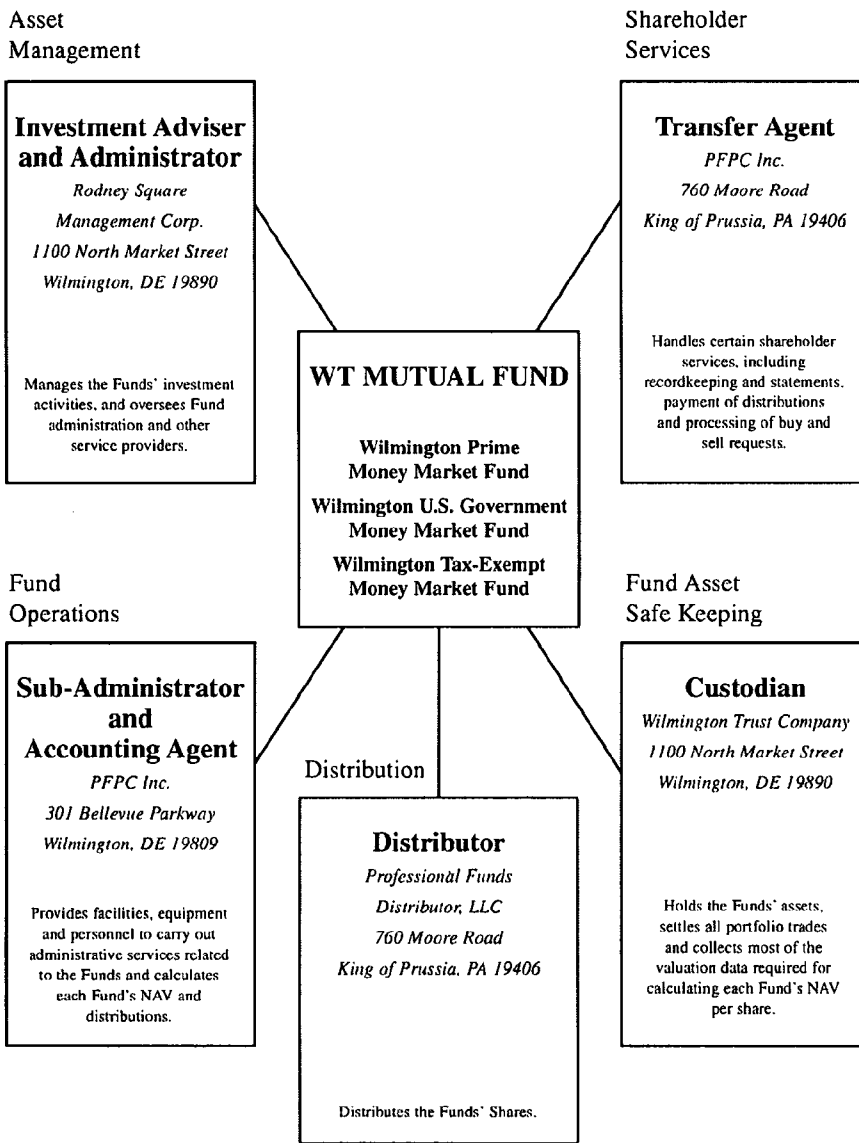 Asset
Management
Investment Adviser
and Administrator
Rodney Square
Management Corp.
1100 North Market Street
Wilmington, DE 19890
Manages the Funds' investment
activities, and oversees Fund
administration and other
service providers.
Shareholder
Services
Transfer Agent
PFPC Inc.
760 Moore Road
King of Prussia, PA 19406
Handles certain shareholder
services, including
recordkeeping and statements,
payment of distributions
and processing of buy and
sell requests.
WT MUTUAL FUND
Wilmington Prime
Money Market Fund
Wilmington U.S. Government
Money Market Fund
Wilmington Tax-Exempt
Money Market Fund
Fund
Operations
Sub-Administrator
and
Accounting Agent
PFPC Inc.
301 Bellevue Parkway
Wilmington, DE 19809
Provides facilities, equipment
and personnel to carry out
administrative services related
to the Funds and calculates
each Fund's NAV and
distributions.
Distribution
Distributor
Professional Funds
Distributor, LLC
760 Moore Road
King of Prussia, PA 19406
Distributes the Funds' Shares.
Fund Asset
Safe Keeping
Custodian
Wilmington Trust Company
1100 North Market Street
Wilmington, DE 19890
Holds the Funds' assets,
settles all portfolio trades
and collects most of the
valuation data required for
calculating each Fund's NAV
per share.